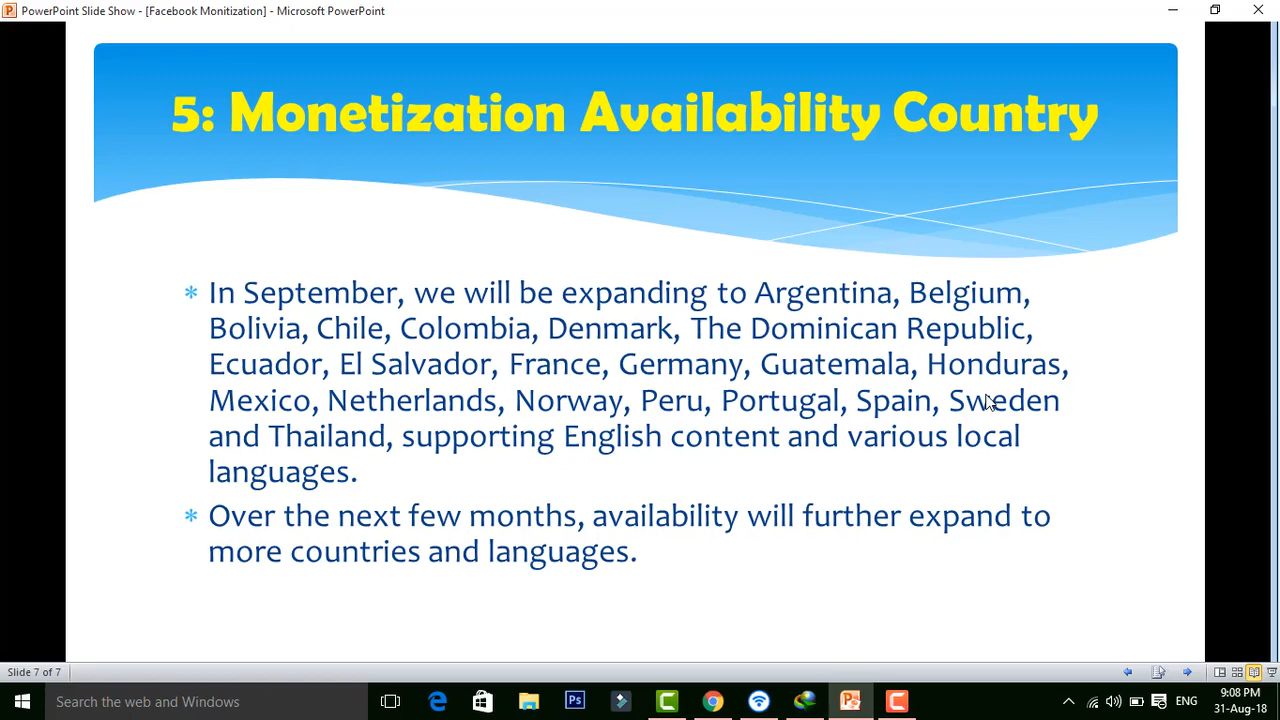 PowerPoint Slide Show - [Facebook Monitization] - Microsoft PowerPoint
5: Monetization Availability Country
* In September, we will be expanding to Argentina, Belgium,
Bolivia, Chile, Colombia, Denmark, The Dominican Republic,
Ecuador, El Salvador, France, Germany, Guatemala, Honduras,
Mexico, Netherlands, Norway, Peru, Portugal, Spain, Sweden
and Thailand, supporting English content and various local
languages.
* Over the next few months, availability will further expand to
more countries and languages.
Slide 7 of 7
Search the web and Windows
Ps
ENG
9:08 PM
31-Aug-18